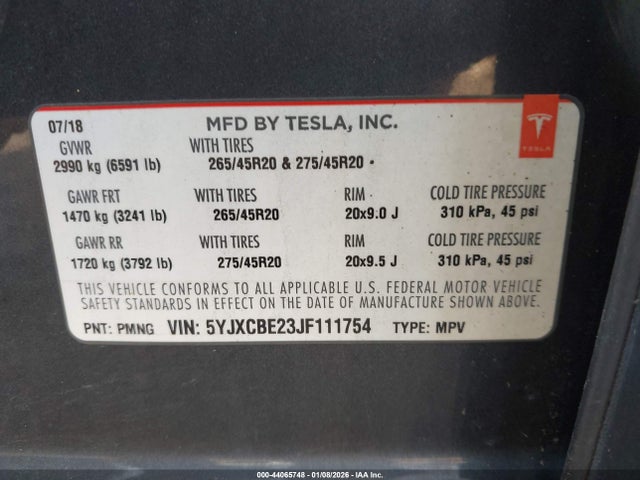 07/18 MFD BY TESLA, INC.
GVWR WITH TIRES
2990 kg (6591 lb) 265/45R20 & 275/45R20 •
TESLA
GAWR FRT WITH TIRES RIM COLD TIRE PRESSURE
1470 kg (3241 lb) 265/45R20 20x9.0 J 310 kPa, 45 psi
GAWR RR WITH TIRES RIM COLD TIRE PRESSURE
1720 kg (3792 lb) 275/45R20 20x9.5 J 310 kPa, 45 psi
THIS VEHICLE CONFORMS TO ALL APPLICABLE U.S. FEDERAL MOTOR VEHICLE
SAFETY STANDARDS IN EFFECT ON THE DATE OF MANUFACTURE SHOWN ABOVE.
PNT: PMNG VIN: 5YJXCBE23JF111754 TYPE: MPV
000-44065748 - 01/08/2026 - IAA Inc.